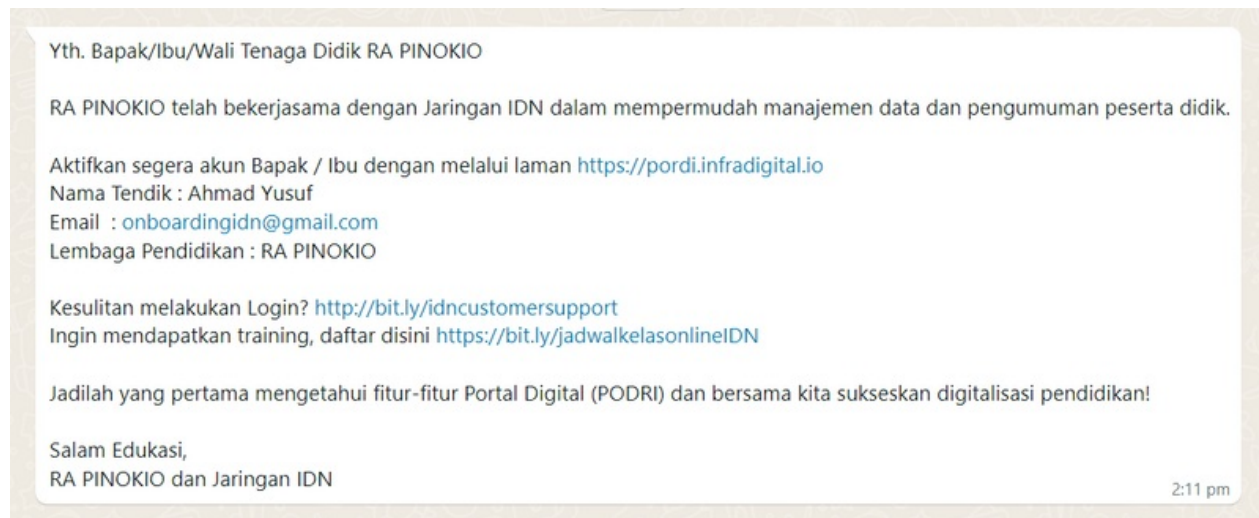 Yth. Bapak/Ibu/Wali Tenaga Didik RA PINOKIO
RA PINOKIO telah bekerjasama dengan Jaringan IDN dalam mempermudah manajemen data dan pengumuman peserta didik.
Aktifkan segera akun Bapak / Ibu dengan melalui laman https://pordi.infradigital.io
Nama Tendik : Ahmad Yusuf
Email : onboardingidn@gmail.com
Lembaga Pendidikan : RA PINOKIO
Kesulitan melakukan Login? http://bit.ly/idncustomersupport
Ingin mendapatkan training, daftar disini https://bit.ly/jadwalkelasonlineIDN
Jadilah yang pertama mengetahui fitur-fitur Portal Digital (PODRI) dan bersama kita sukseskan digitalisasi pendidikan!
Salam Edukasi,
RA PINOKIO dan Jaringan IDN
2:11 pm